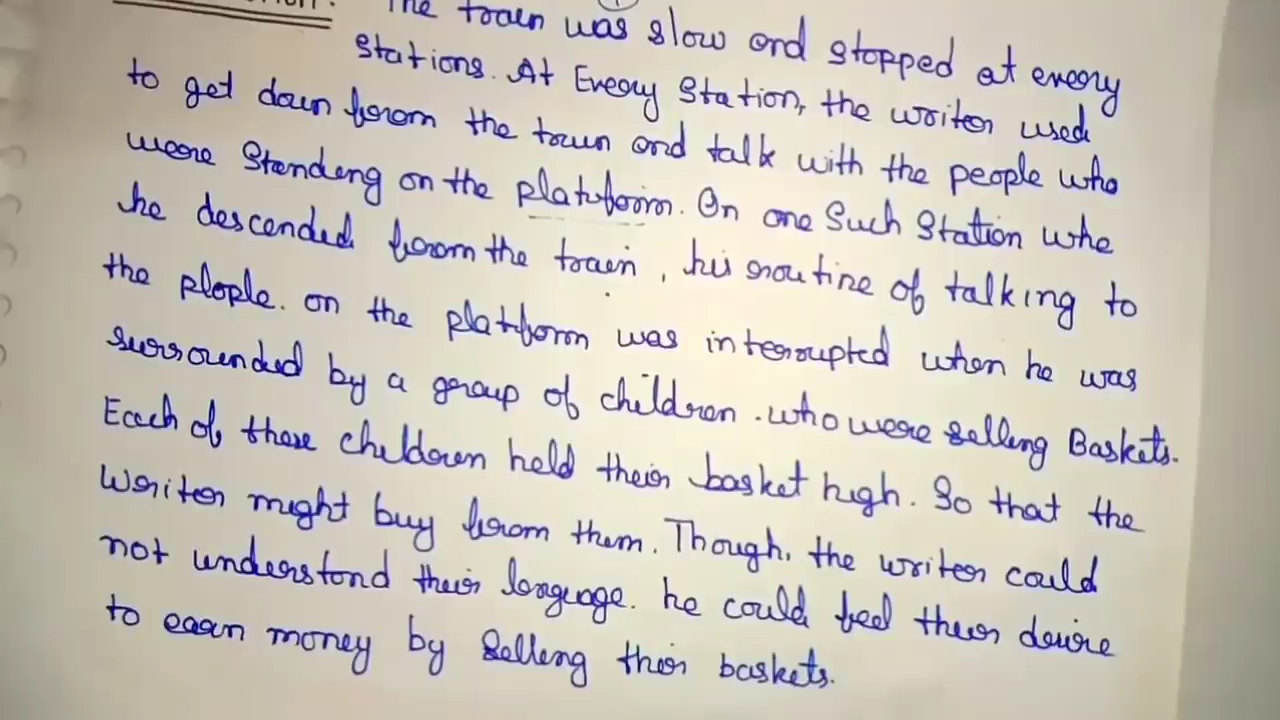 The train was slow and stopped at every
stations. At Every Station, the writer used
to get down from the train and talk with the people who
were Standing on the platform. On one Such Station whe
he descended from the train, his routine of talking to
the plople. on the platform was interrupted when he was
surrounded by a group of children. who were selling Baskets.
Each of these children held their basket high. So that the
Writer might buy from them. Though, the writer could
not understand their language. he could feel their desire
to earn money by Selling their baskets.